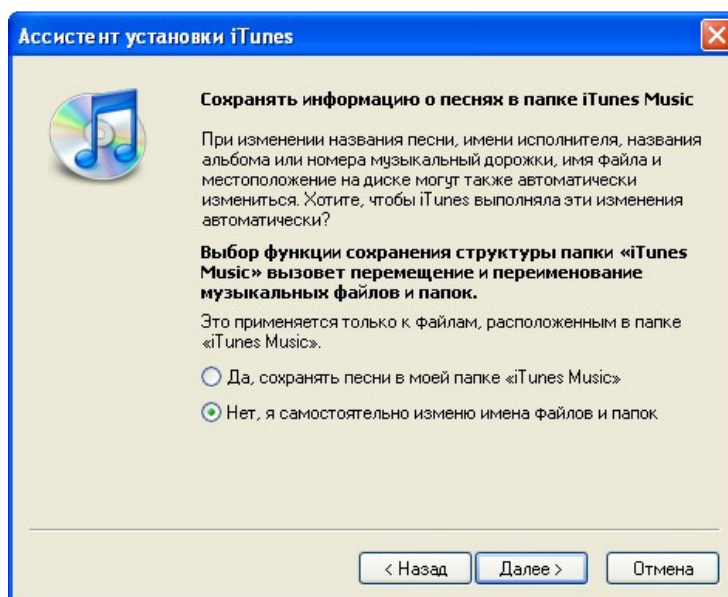 Ассистент установки iTunes
Сохранять информацию о песнях в папке iTunes Music
При изменении названия песни, имени исполнителя, названия
альбома или номера музыкальный дорожки, имя файла и
местоположение на диске могут также автоматически
измениться. Хотите, чтобы iTunes выполняла эти изменения
автоматически?
Выбор функции сохранения структуры папки «iTunes
Music» вызовет перемещение и переименование
музыкальных файлов и папок.
Это применяется только к файлам, расположенным в папке
«iTunes Music».
Да, сохранять песни в моей папке «iTunes Music»
Нет, я самостоятельно изменю имена файлов и папок
< Назад Далее > Отмена